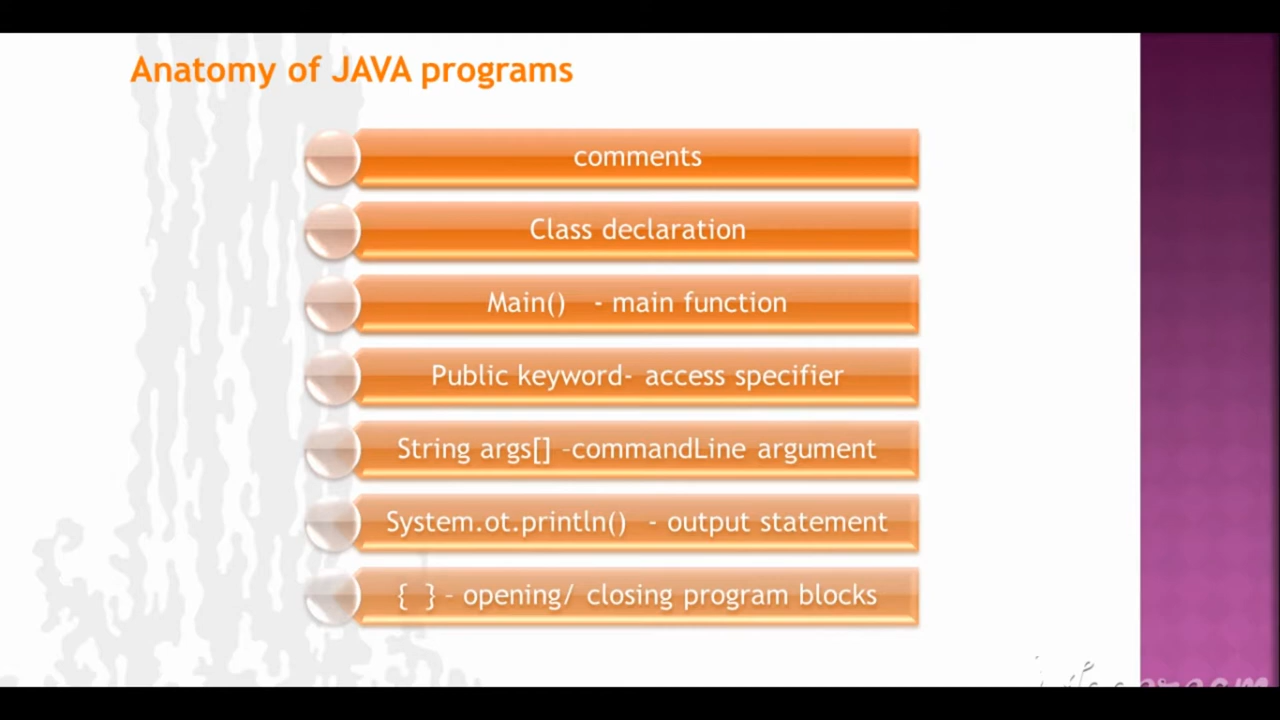 Anatomy of JAVA programs
comments
Class declaration
Main() - main function
Public keyword- access specifier
String args[] –commandLine argument
System.ot.println() - output statement
{ } – opening/ closing program blocks